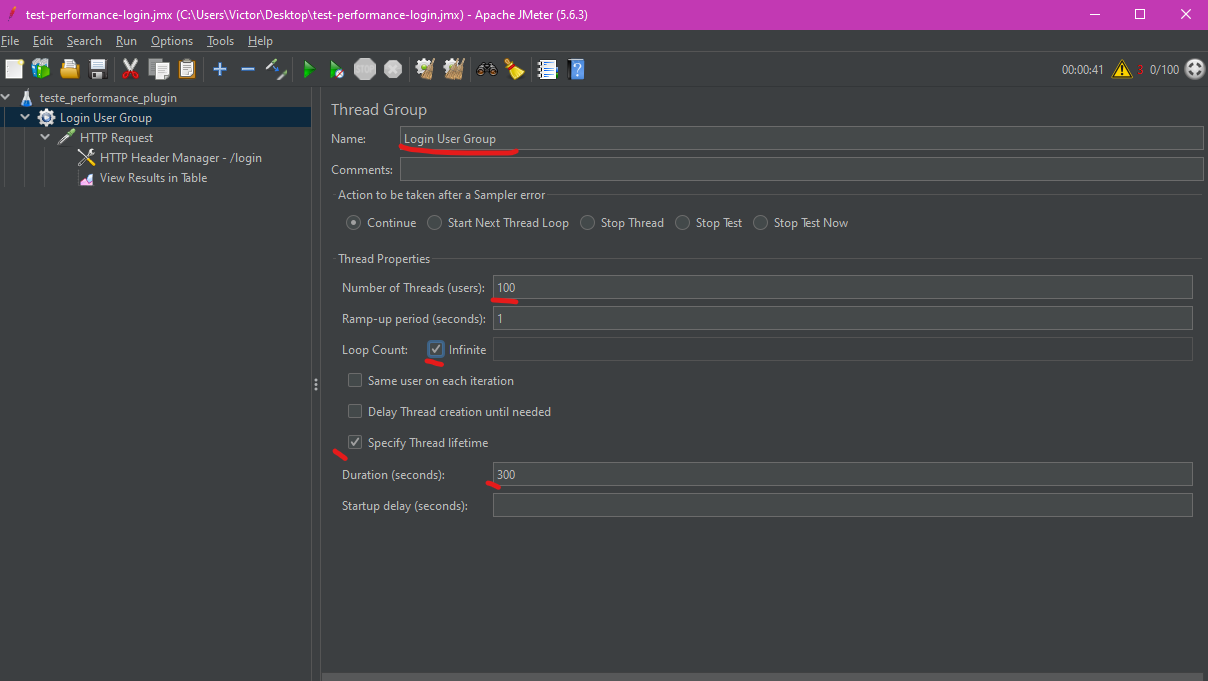 test-performance-login.jmx (C:\Users\Victor\Desktop\test-performance-login.jmx) - Apache JMeter (5.6.3)
File Edit Search Run Options Tools Help
STOP
00:00:41 3 0/100
teste_performance_plugin
Login User Group
HTTP Request
HTTP Header Manager - /login
View Results in Table
Thread Group
Name: Login User Group
Comments:
Action to be taken after a Sampler error
Continue Start Next Thread Loop Stop Thread Stop Test Stop Test Now
Thread Properties
Number of Threads (users): 100
Ramp-up period (seconds): 1
Loop Count: Infinite
Same user on each iteration
Delay Thread creation until needed
Specify Thread lifetime
Duration (seconds): 300
Startup delay (seconds):